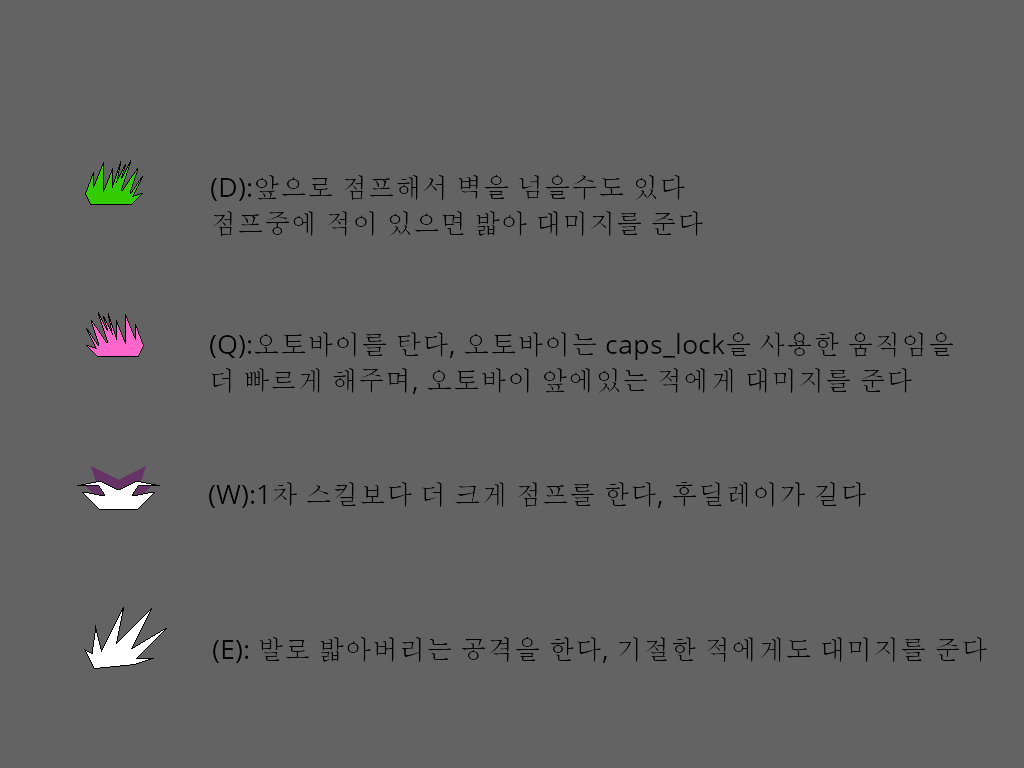 (D):앞으로 점프해서 벽을 넘을수도 있다
점프중에 적이 있으면 밟아 대미지를 준다
(Q):오토바이를 탄다, 오토바이는 caps_lock을 사용한 움직임을
더 빠르게 해주며, 오토바이 앞에있는 적에게 대미지를 준다
(W):1차 스킬보다 더 크게 점프를 한다, 후딜레이가 길다
(E): 발로 밟아버리는 공격을 한다, 기절한 적에게도 대미지를 준다